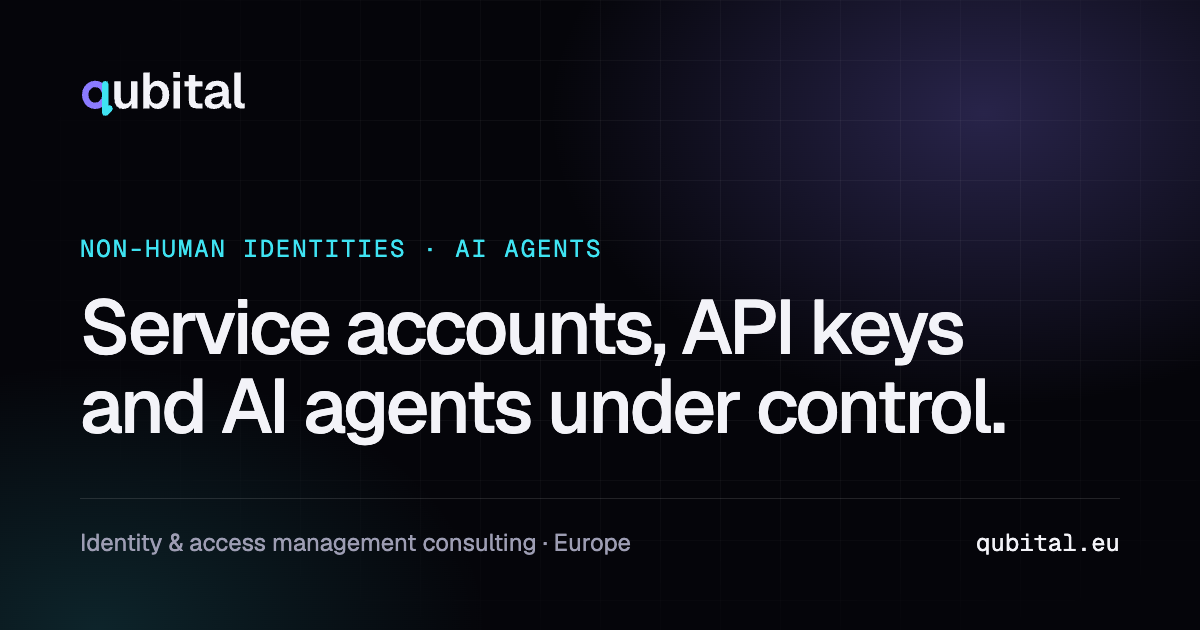 qubital
NON-HUMAN IDENTITIES · AI AGENTS
Service accounts, API keys
and AI agents under control.
Identity & access management consulting · Europe
qubital.eu